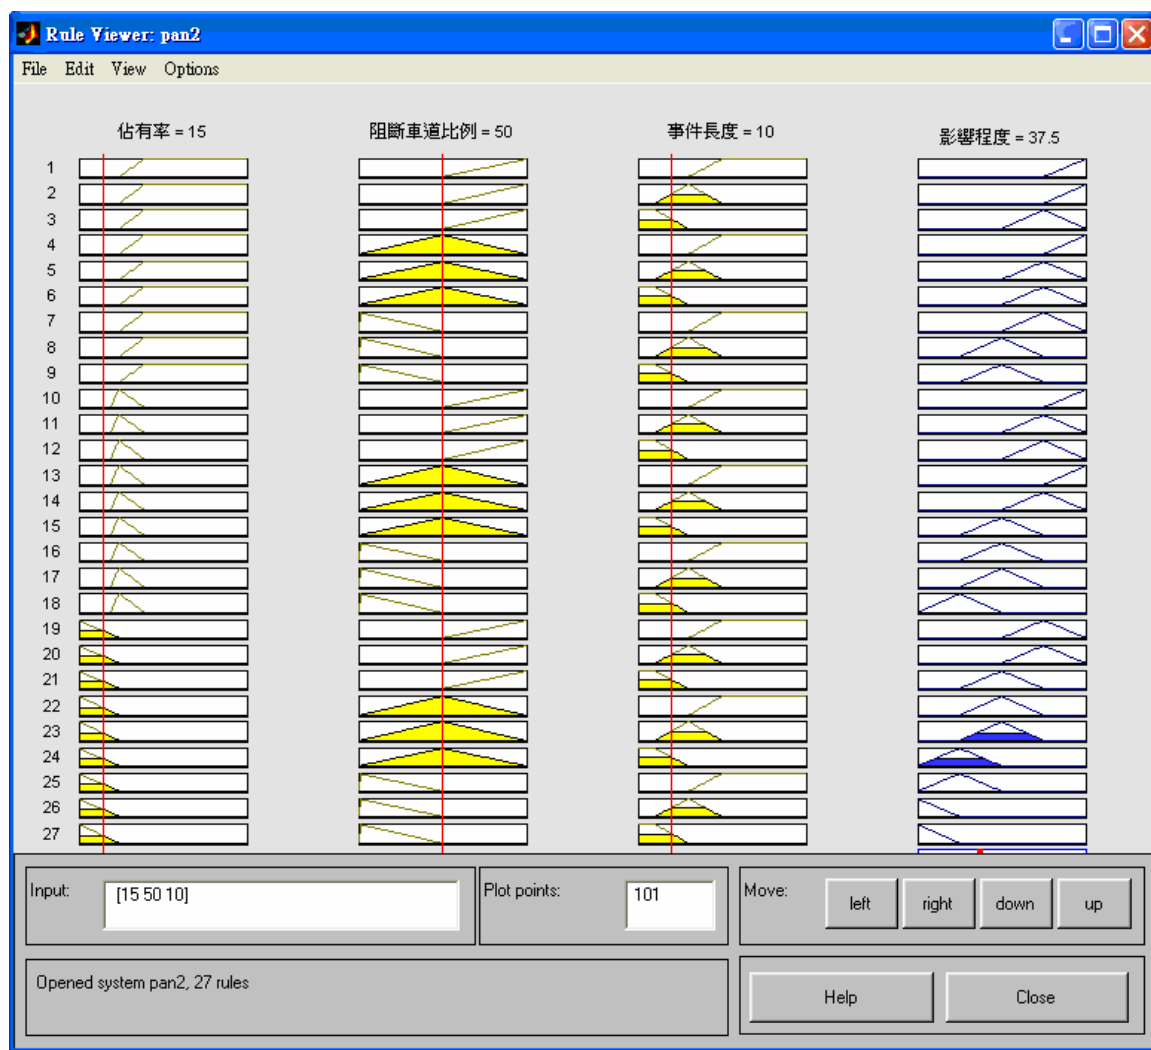 Rule Viewer: pan2
File Edit View Options
佔有率 = 15
阻斷車道比例 = 50
事件長度 = 10
影響程度 = 37.5
1
2
3
4
5
6
7
8
9
10
11
12
13
14
15
16
17
18
19
20
21
22
23
24
25
26
27
Input:
[15 50 10]
Plot points:
101
Move:
left
right
down
up
Opened system pan2, 27 rules
Help
Close